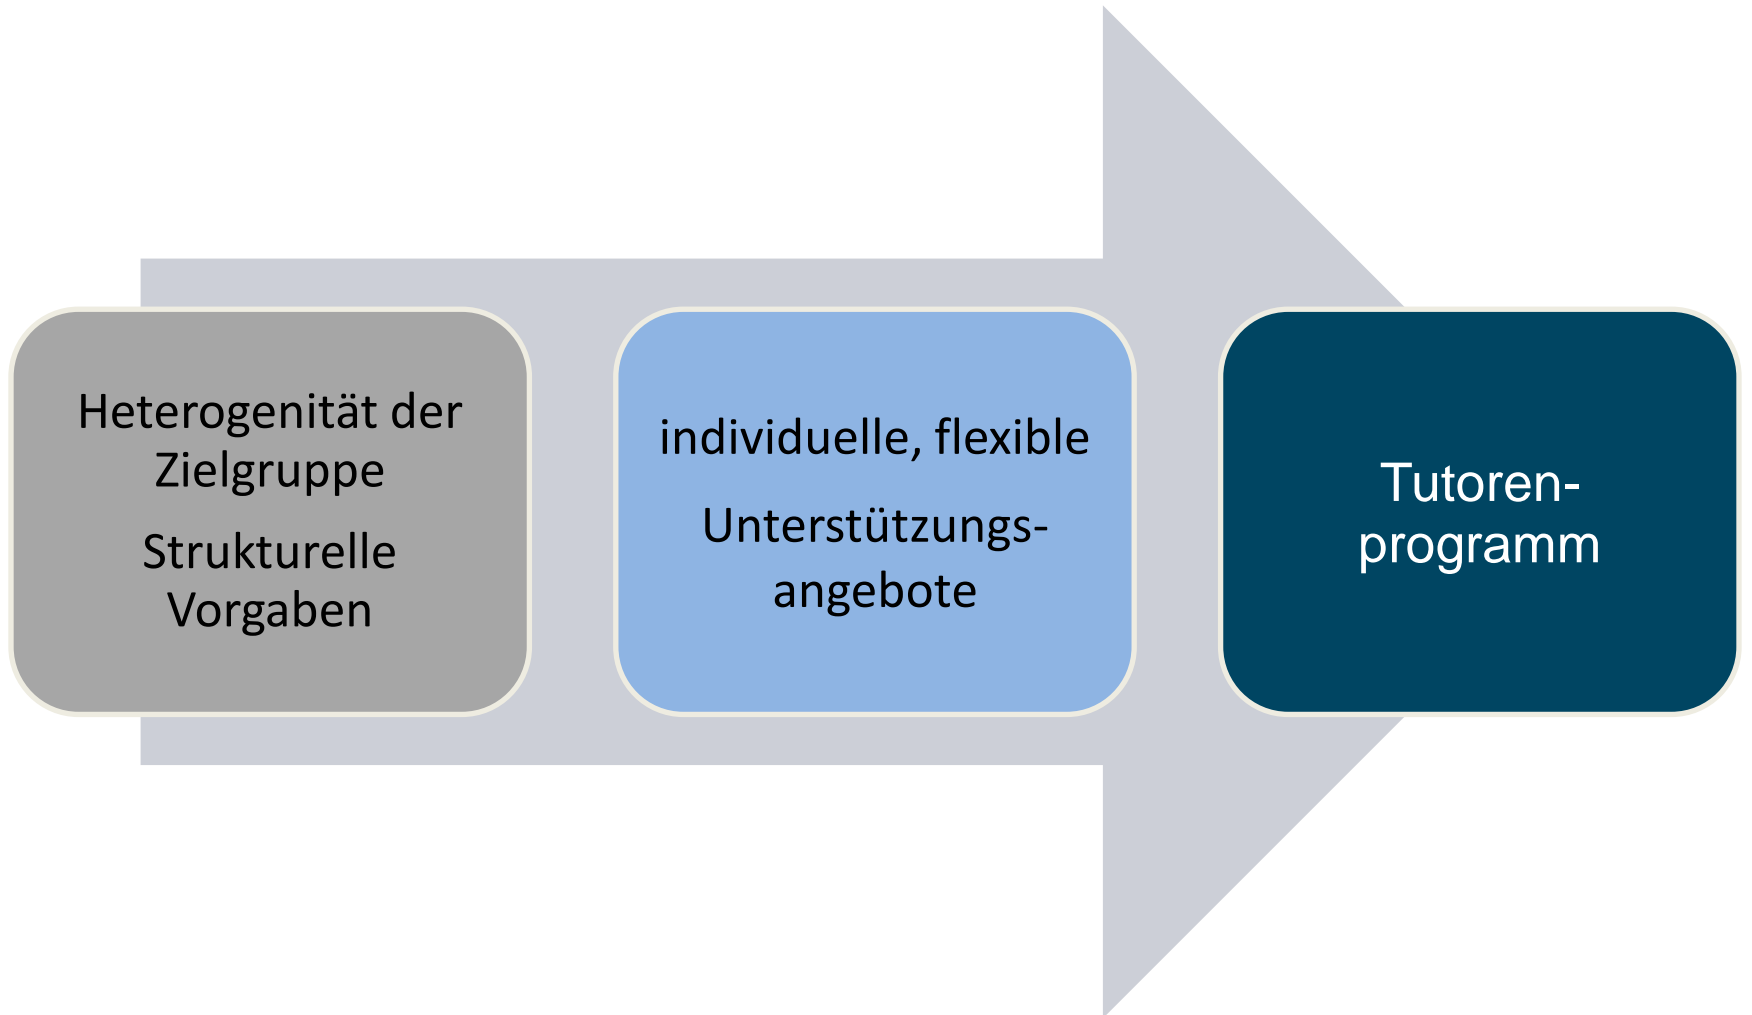 Heterogenität der
Zielgruppe
Strukturelle
Vorgaben
individuelle, flexible
Unterstützungs-
angebote
Tutoren-
programm